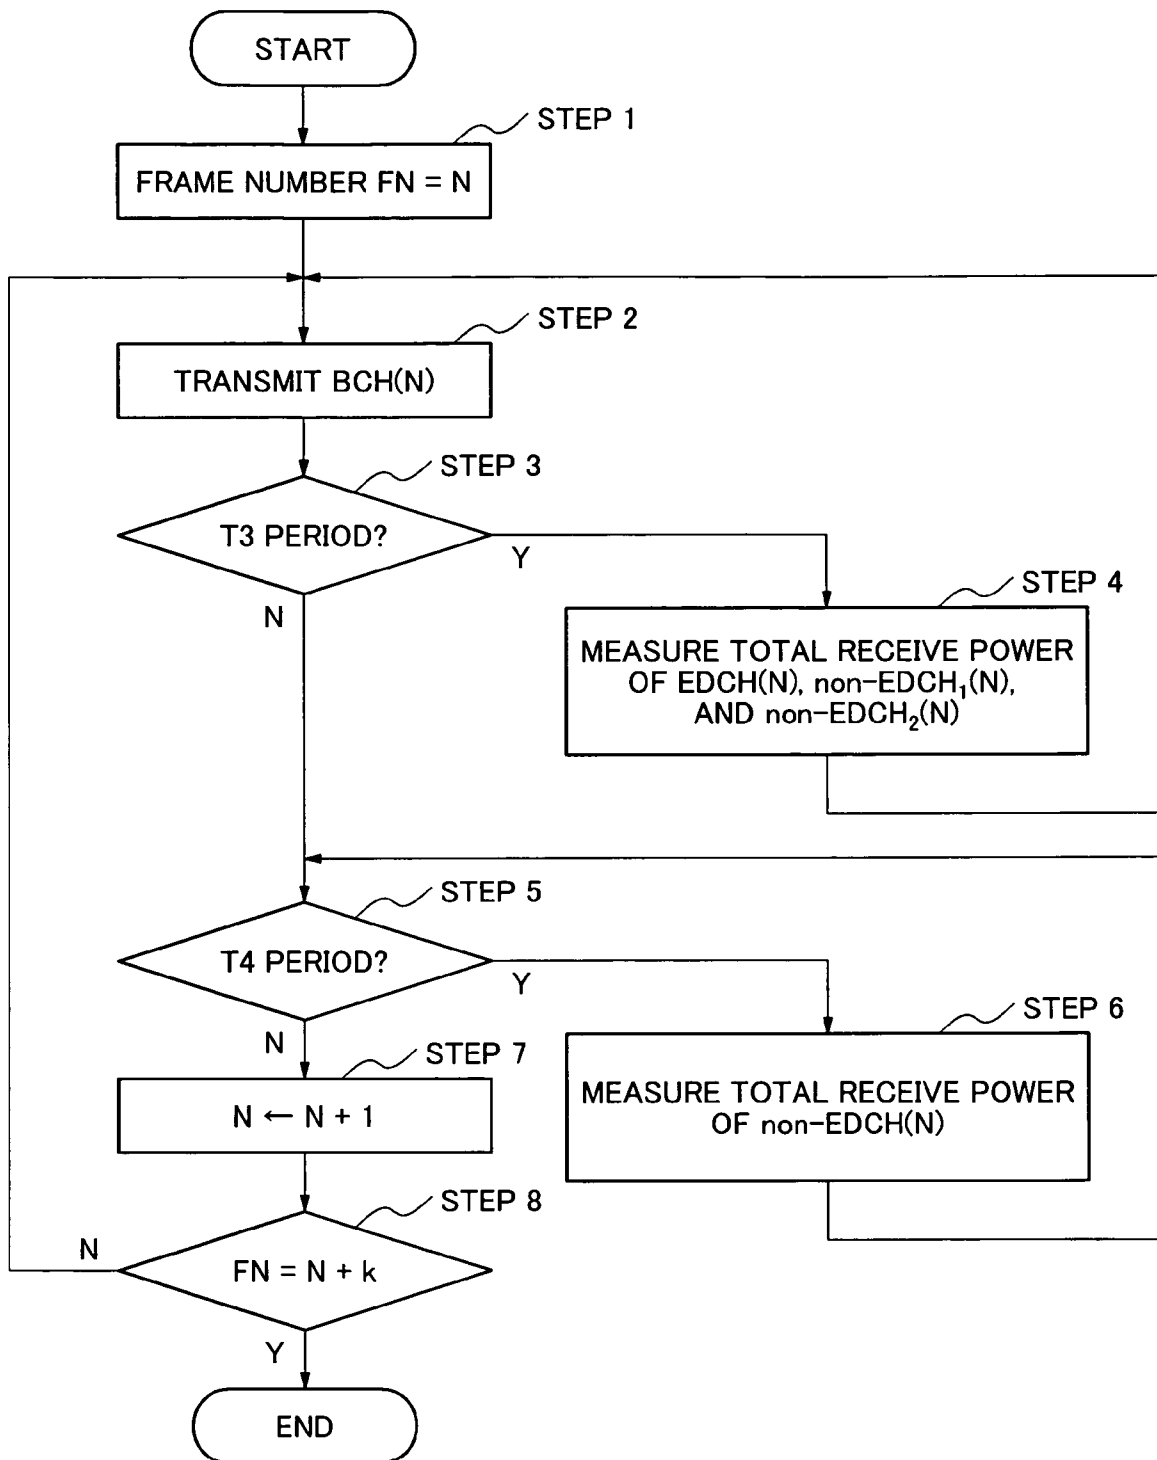 START
STEP 1
FRAME NUMBER FN = N
STEP 2
TRANSMIT BCH(N)
STEP 3
T3 PERIOD?
Y
N
STEP 4
MEASURE TOTAL RECEIVE POWER
OF EDCH(N), non-EDCH₁(N),
AND non-EDCH₂(N)
STEP 5
T4 PERIOD?
Y
N
STEP 6
MEASURE TOTAL RECEIVE POWER
OF non-EDCH(N)
STEP 7
N ← N + 1
STEP 8
N
FN = N + k
Y
END